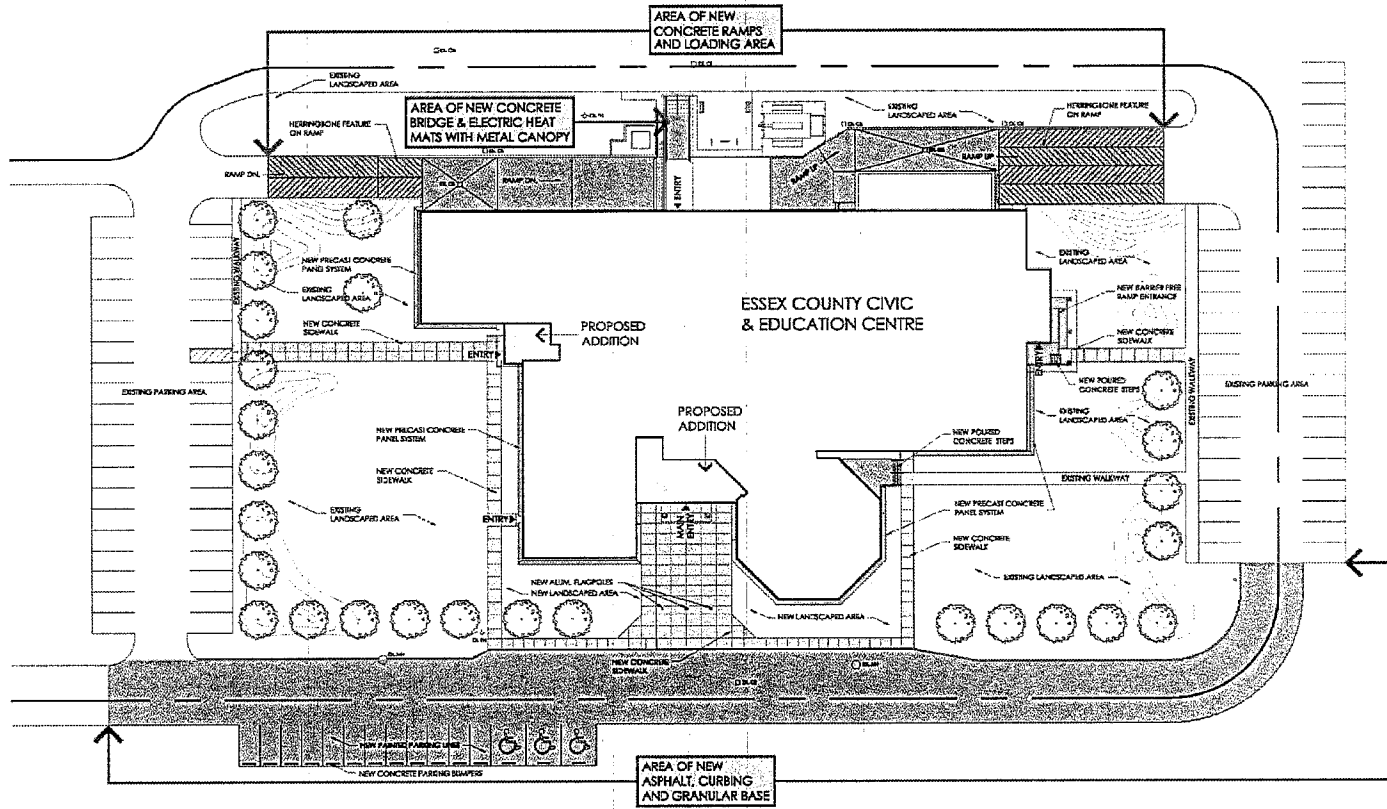 AREA OF NEW
CONCRETE RAMPS
AND LOADING AREA
EXISTING
LANDSCAPED AREA
AREA OF NEW CONCRETE
BRIDGE & ELECTRIC HEAT
MATS WITH METAL CANOPY
EXISTING
LANDSCAPED AREA
HERRINGBONE FEATURE
ON RAMP
HERRINGBONE FEATURE
ON RAMP
RAMP DN.
RAMP DN.
ENTRY
RAMP UP
RAMP UP
EXISTING WALKWAY
NEW PRECAST CONCRETE
PANEL SYSTEM
EXISTING
LANDSCAPED AREA
NEW CONCRETE
SIDEWALK
ENTRY
PROPOSED
ADDITION
ESSEX COUNTY CIVIC
& EDUCATION CENTRE
EXISTING
LANDSCAPED AREA
NEW BARRIER FREE
RAMP ENTRANCE
NEW CONCRETE
SIDEWALK
ENTRY
NEW POURED
CONCRETE STEPS
EXISTING PARKING AREA
EXISTING WALKWAY
EXISTING PARKING AREA
PROPOSED
ADDITION
EXISTING
LANDSCAPED AREA
NEW PRECAST CONCRETE
PANEL SYSTEM
NEW POURED
CONCRETE STEPS
NEW CONCRETE
SIDEWALK
EXISTING WALKWAY
EXISTING
LANDSCAPED AREA
ENTRY
MAIN
ENTRY
NEW PRECAST CONCRETE
PANEL SYSTEM
NEW CONCRETE
SIDEWALK
NEW ALUM. FLAGPOLES
NEW LANDSCAPED AREA
EXISTING LANDSCAPED AREA
NEW LANDSCAPED AREA
NEW CONCRETE
SIDEWALK
NEW PAINTED PARKING LINES
NEW CONCRETE PARKING BUMPERS
AREA OF NEW
ASPHALT, CURBING
AND GRANULAR BASE